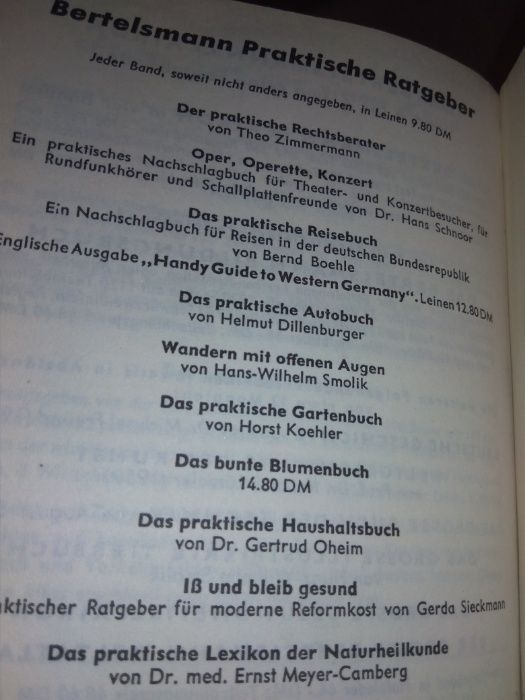 Bertelsmann Praktische Ratgeber
Jeder Band, soweit nicht anders angegeben, in Leinen 9.80 DM
Der praktische Rechtsberater
von Theo Zimmermann
Oper, Operette, Konzert
Ein praktisches Nachschlagbuch für Theater- und Konzertbesucher, für
Rundfunkhörer und Schallplattenfreunde von Dr. Hans Schnoor
Das praktische Reisebuch
Ein Nachschlagbuch für Reisen in der deutschen Bundesrepublik
von Bernd Boehle
Englische Ausgabe „Handy Guide to Western Germany“. Leinen 12.80 DM
Das praktische Autobuch
von Helmut Dillenburger
Wandern mit offenen Augen
von Hans-Wilhelm Smolik
Das praktische Gartenbuch
von Horst Koehler
Das bunte Blumenbuch
14.80 DM
Das praktische Haushaltsbuch
von Dr. Gertrud Oheim
Iß und bleib gesund
ktischer Ratgeber für moderne Reformkost von Gerda Sieckmann
Das praktische Lexikon der Naturheilkunde
von Dr. med. Ernst Meyer-Camberg